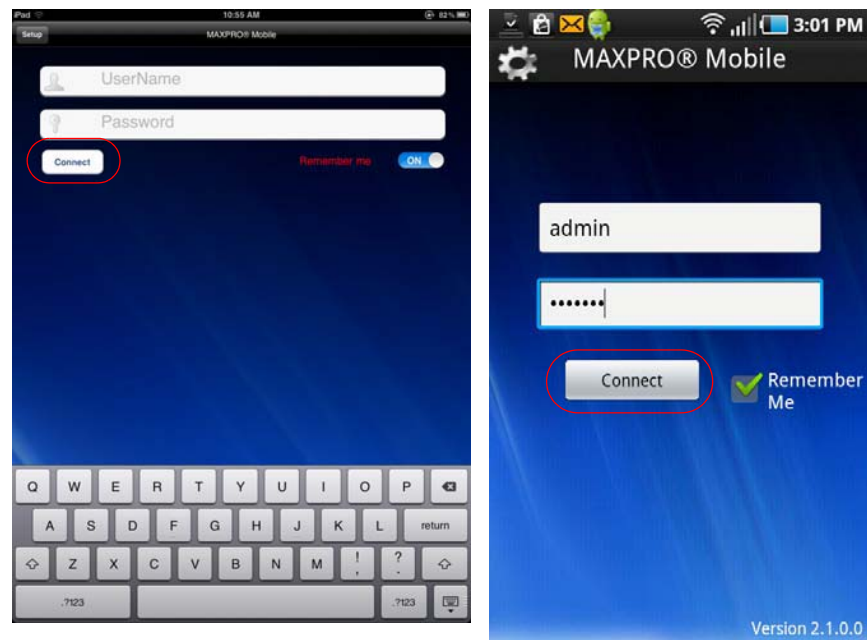 iPad 10:55 AM 82%
Setup MAXPRO® Mobile
UserName
Password
Connect Remember me ON
Q W E R T Y U I O P
A S D F G H J K L return
Z X C V B N M ! , ? .
.?123 .?123
3:01 PM
MAXPRO® Mobile
admin
•••••••
Connect Remember
Me
Version 2.1.0.0